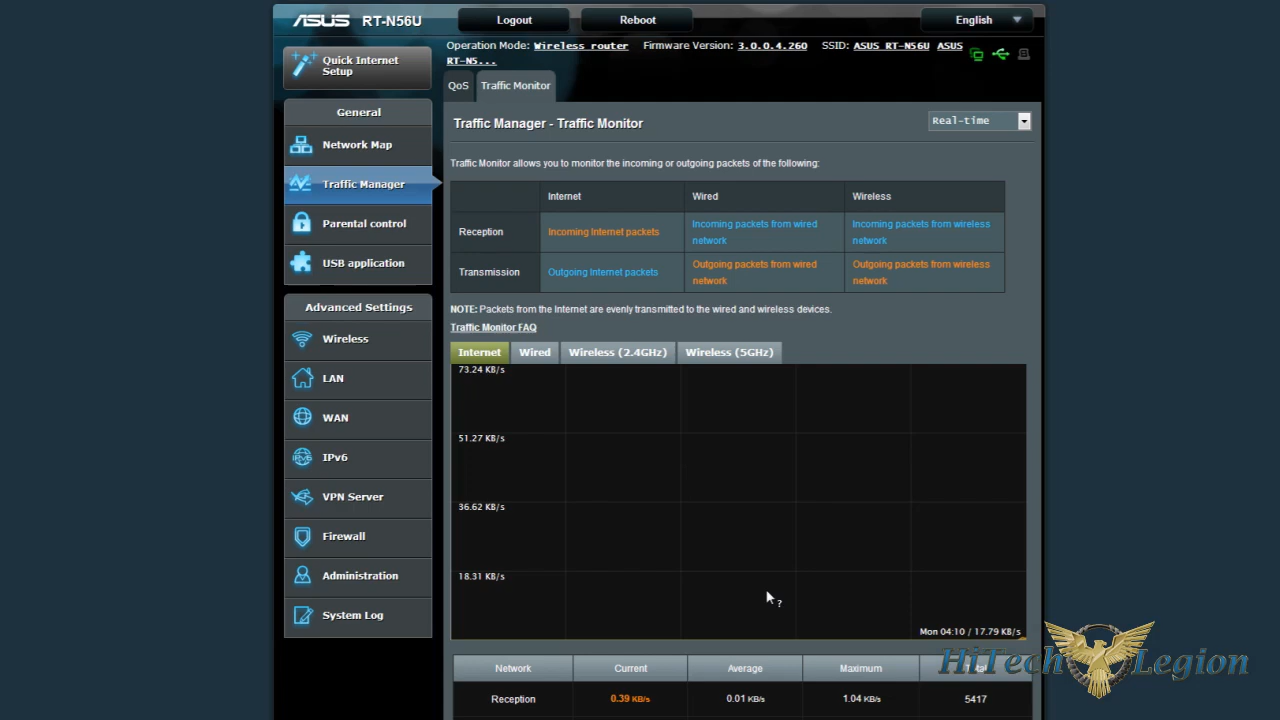 ASUS RT-N56U
Logout
Reboot
English
Operation Mode: Wireless router Firmware Version: 3.0.0.4.260 SSID: ASUS RT-N56U ASUS
RT-N5...
Quick Internet
Setup
General
Network Map
Traffic Manager
Parental control
USB application
Advanced Settings
Wireless
LAN
WAN
IPv6
VPN Server
Firewall
Administration
System Log
QoS
Traffic Monitor
Traffic Manager - Traffic Monitor
Real-time
Traffic Monitor allows you to monitor the incoming or outgoing packets of the following:
Internet Wired Wireless
Reception
Incoming Internet packets
Incoming packets from wired
network
Incoming packets from wireless
network
Transmission
Outgoing Internet packets
Outgoing packets from wired
network
Outgoing packets from wireless
network
NOTE: Packets from the Internet are evenly transmitted to the wired and wireless devices.
Traffic Monitor FAQ
Internet Wired Wireless (2.4GHz) Wireless (5GHz)
73.24 KB/s
51.27 KB/s
36.62 KB/s
18.31 KB/s
Mon 04:10 / 17.79 KB/s
Network Current Average Maximum
Reception 0.39 KB/s 0.01 KB/s 1.04 KB/s 5417
HiTech Legion